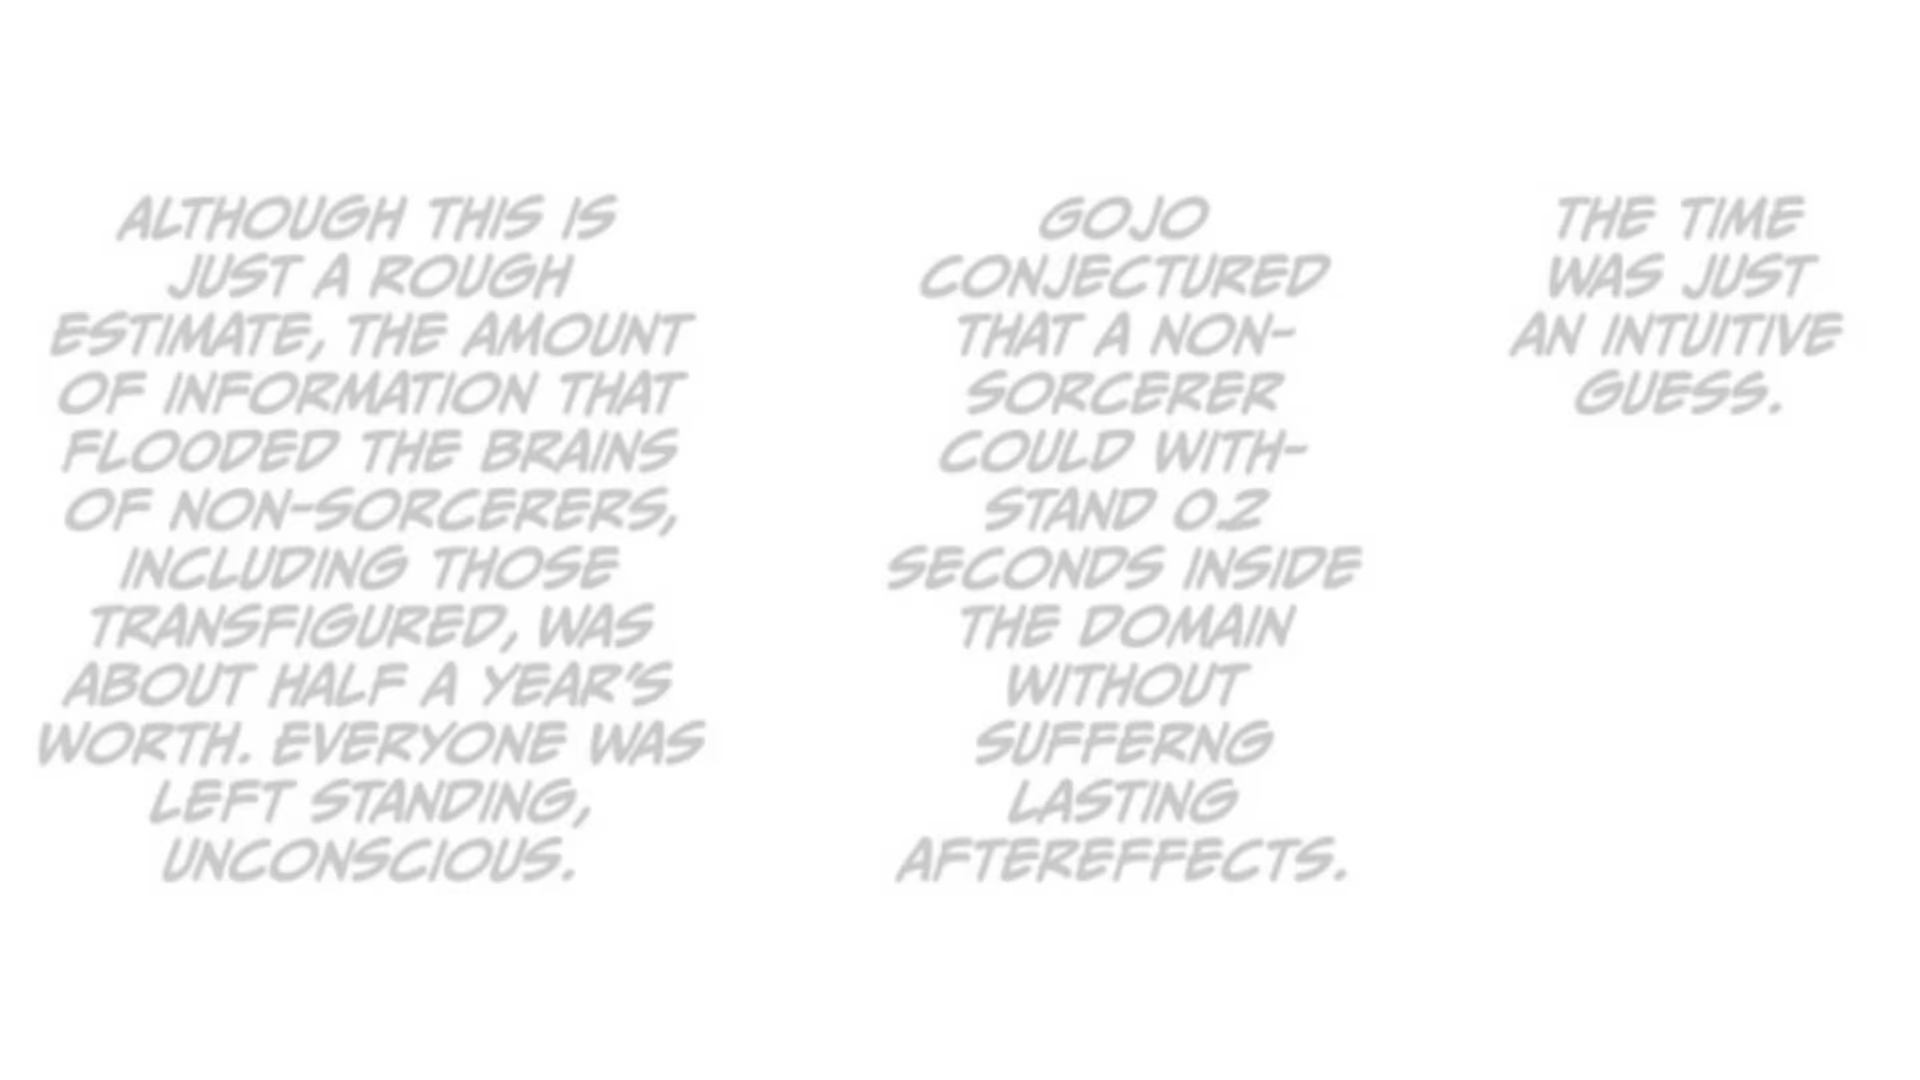 ALTHOUGH THIS IS
JUST A ROUGH
ESTIMATE, THE AMOUNT
OF INFORMATION THAT
FLOODED THE BRAINS
OF NON-SORCERERS,
INCLUDING THOSE
TRANSFIGURED, WAS
ABOUT HALF A YEAR'S
WORTH. EVERYONE WAS
LEFT STANDING,
UNCONSCIOUS.
GOJO
CONJECTURED
THAT A NON-
SORCERER
COULD WITH-
STAND 0.2
SECONDS INSIDE
THE DOMAIN
WITHOUT
SUFFERNG
LASTING
AFTEREFFECTS.
THE TIME
WAS JUST
AN INTUITIVE
GUESS.